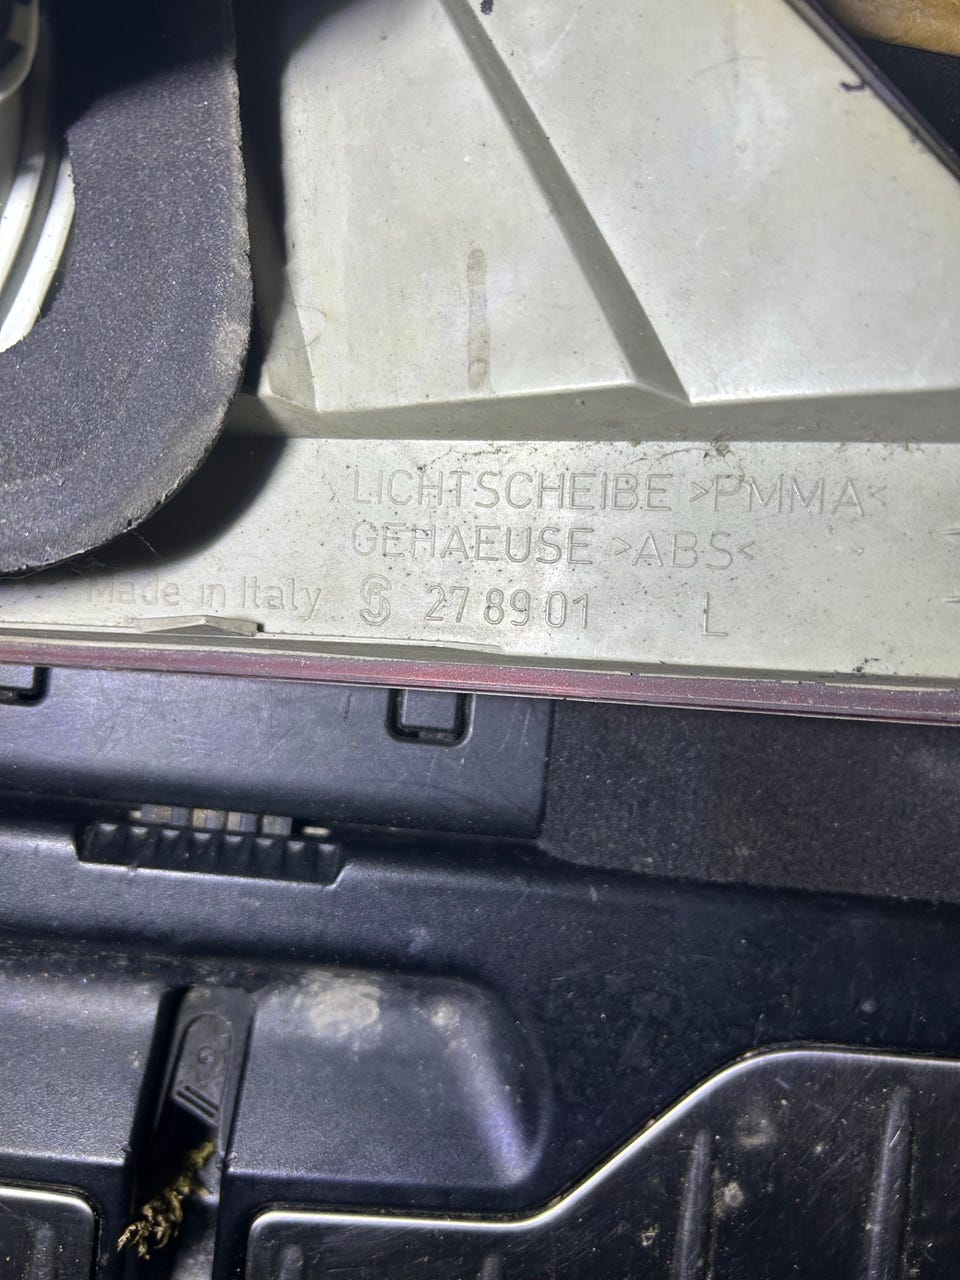 LICHTSCHEIBE >PMMA<
GEHAEUSE >ABS<
Made in Italy 27 89 01 L